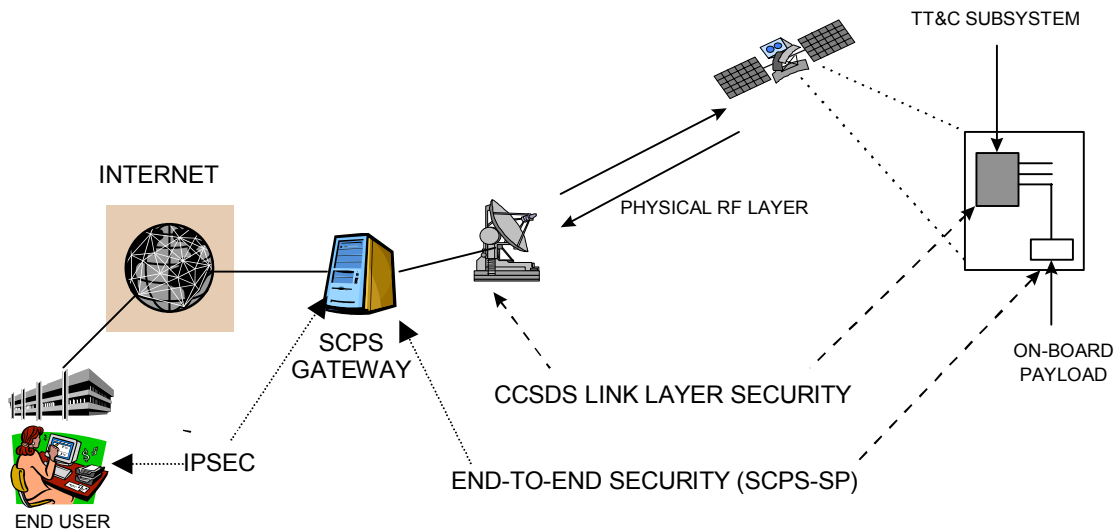 TT&C SUBSYSTEM
INTERNET
PHYSICAL RF LAYER
SCPS
GATEWAY
ON-BOARD
PAYLOAD
CCSDS LINK LAYER SECURITY
IPSEC
END-TO-END SECURITY (SCPS-SP)
END USER